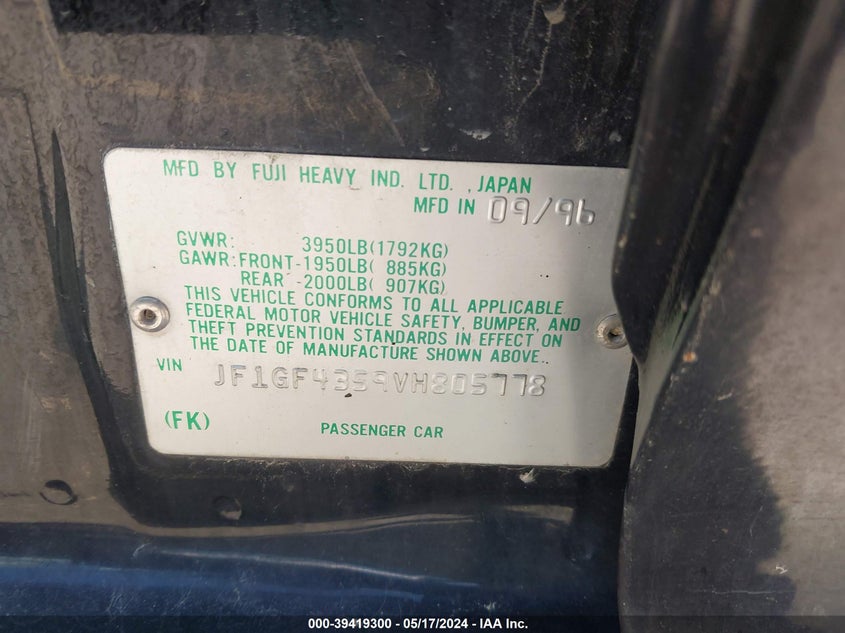 MFD BY FUJI HEAVY IND. LTD. , JAPAN
MFD IN 09/96
GVWR: 3950LB(1792KG)
GAWR:FRONT-1950LB( 885KG)
REAR -2000LB( 907KG)
THIS VEHICLE CONFORMS TO ALL APPLICABLE
FEDERAL MOTOR VEHICLE SAFETY, BUMPER, AND
THEFT PREVENTION STANDARDS IN EFFECT ON
THE DATE OF MANUFACTURE SHOWN ABOVE..
VIN JF1GF4359VH805778
(FK) PASSENGER CAR
000-39419300 - 05/17/2024 - IAA Inc.